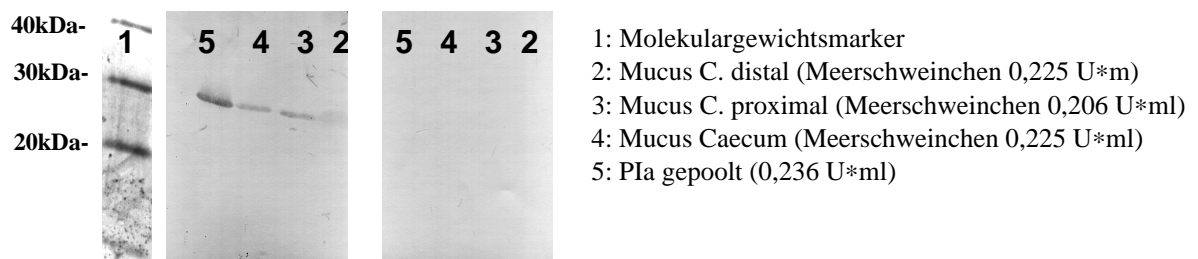 40kDa-
30kDa-
20kDa-
1
5 4 3 2
5 4 3 2
1: Molekulargewichtsmarker
2: Mucus C. distal (Meerschweinchen 0,225 U∗m)
3: Mucus C. proximal (Meerschweinchen 0,206 U∗ml)
4: Mucus Caecum (Meerschweinchen 0,225 U∗ml)
5: PIa gepoolt (0,236 U∗ml)